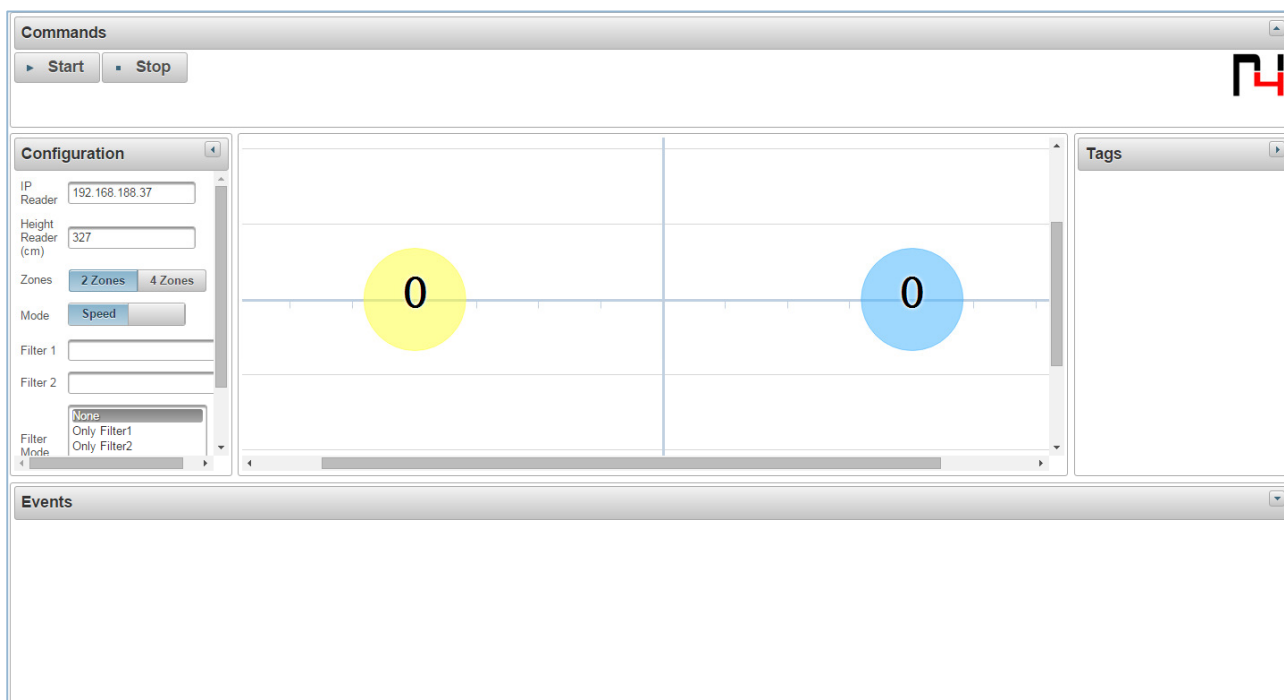 Commands
Start Stop
Configuration
IP
Reader
192.168.188.37
Height
Reader
(cm)
327
Zones 2 Zones 4 Zones
Mode Speed
Filter 1
Filter 2
Filter
Mode
None
Only Filter1
Only Filter2
0 0
Tags
Events